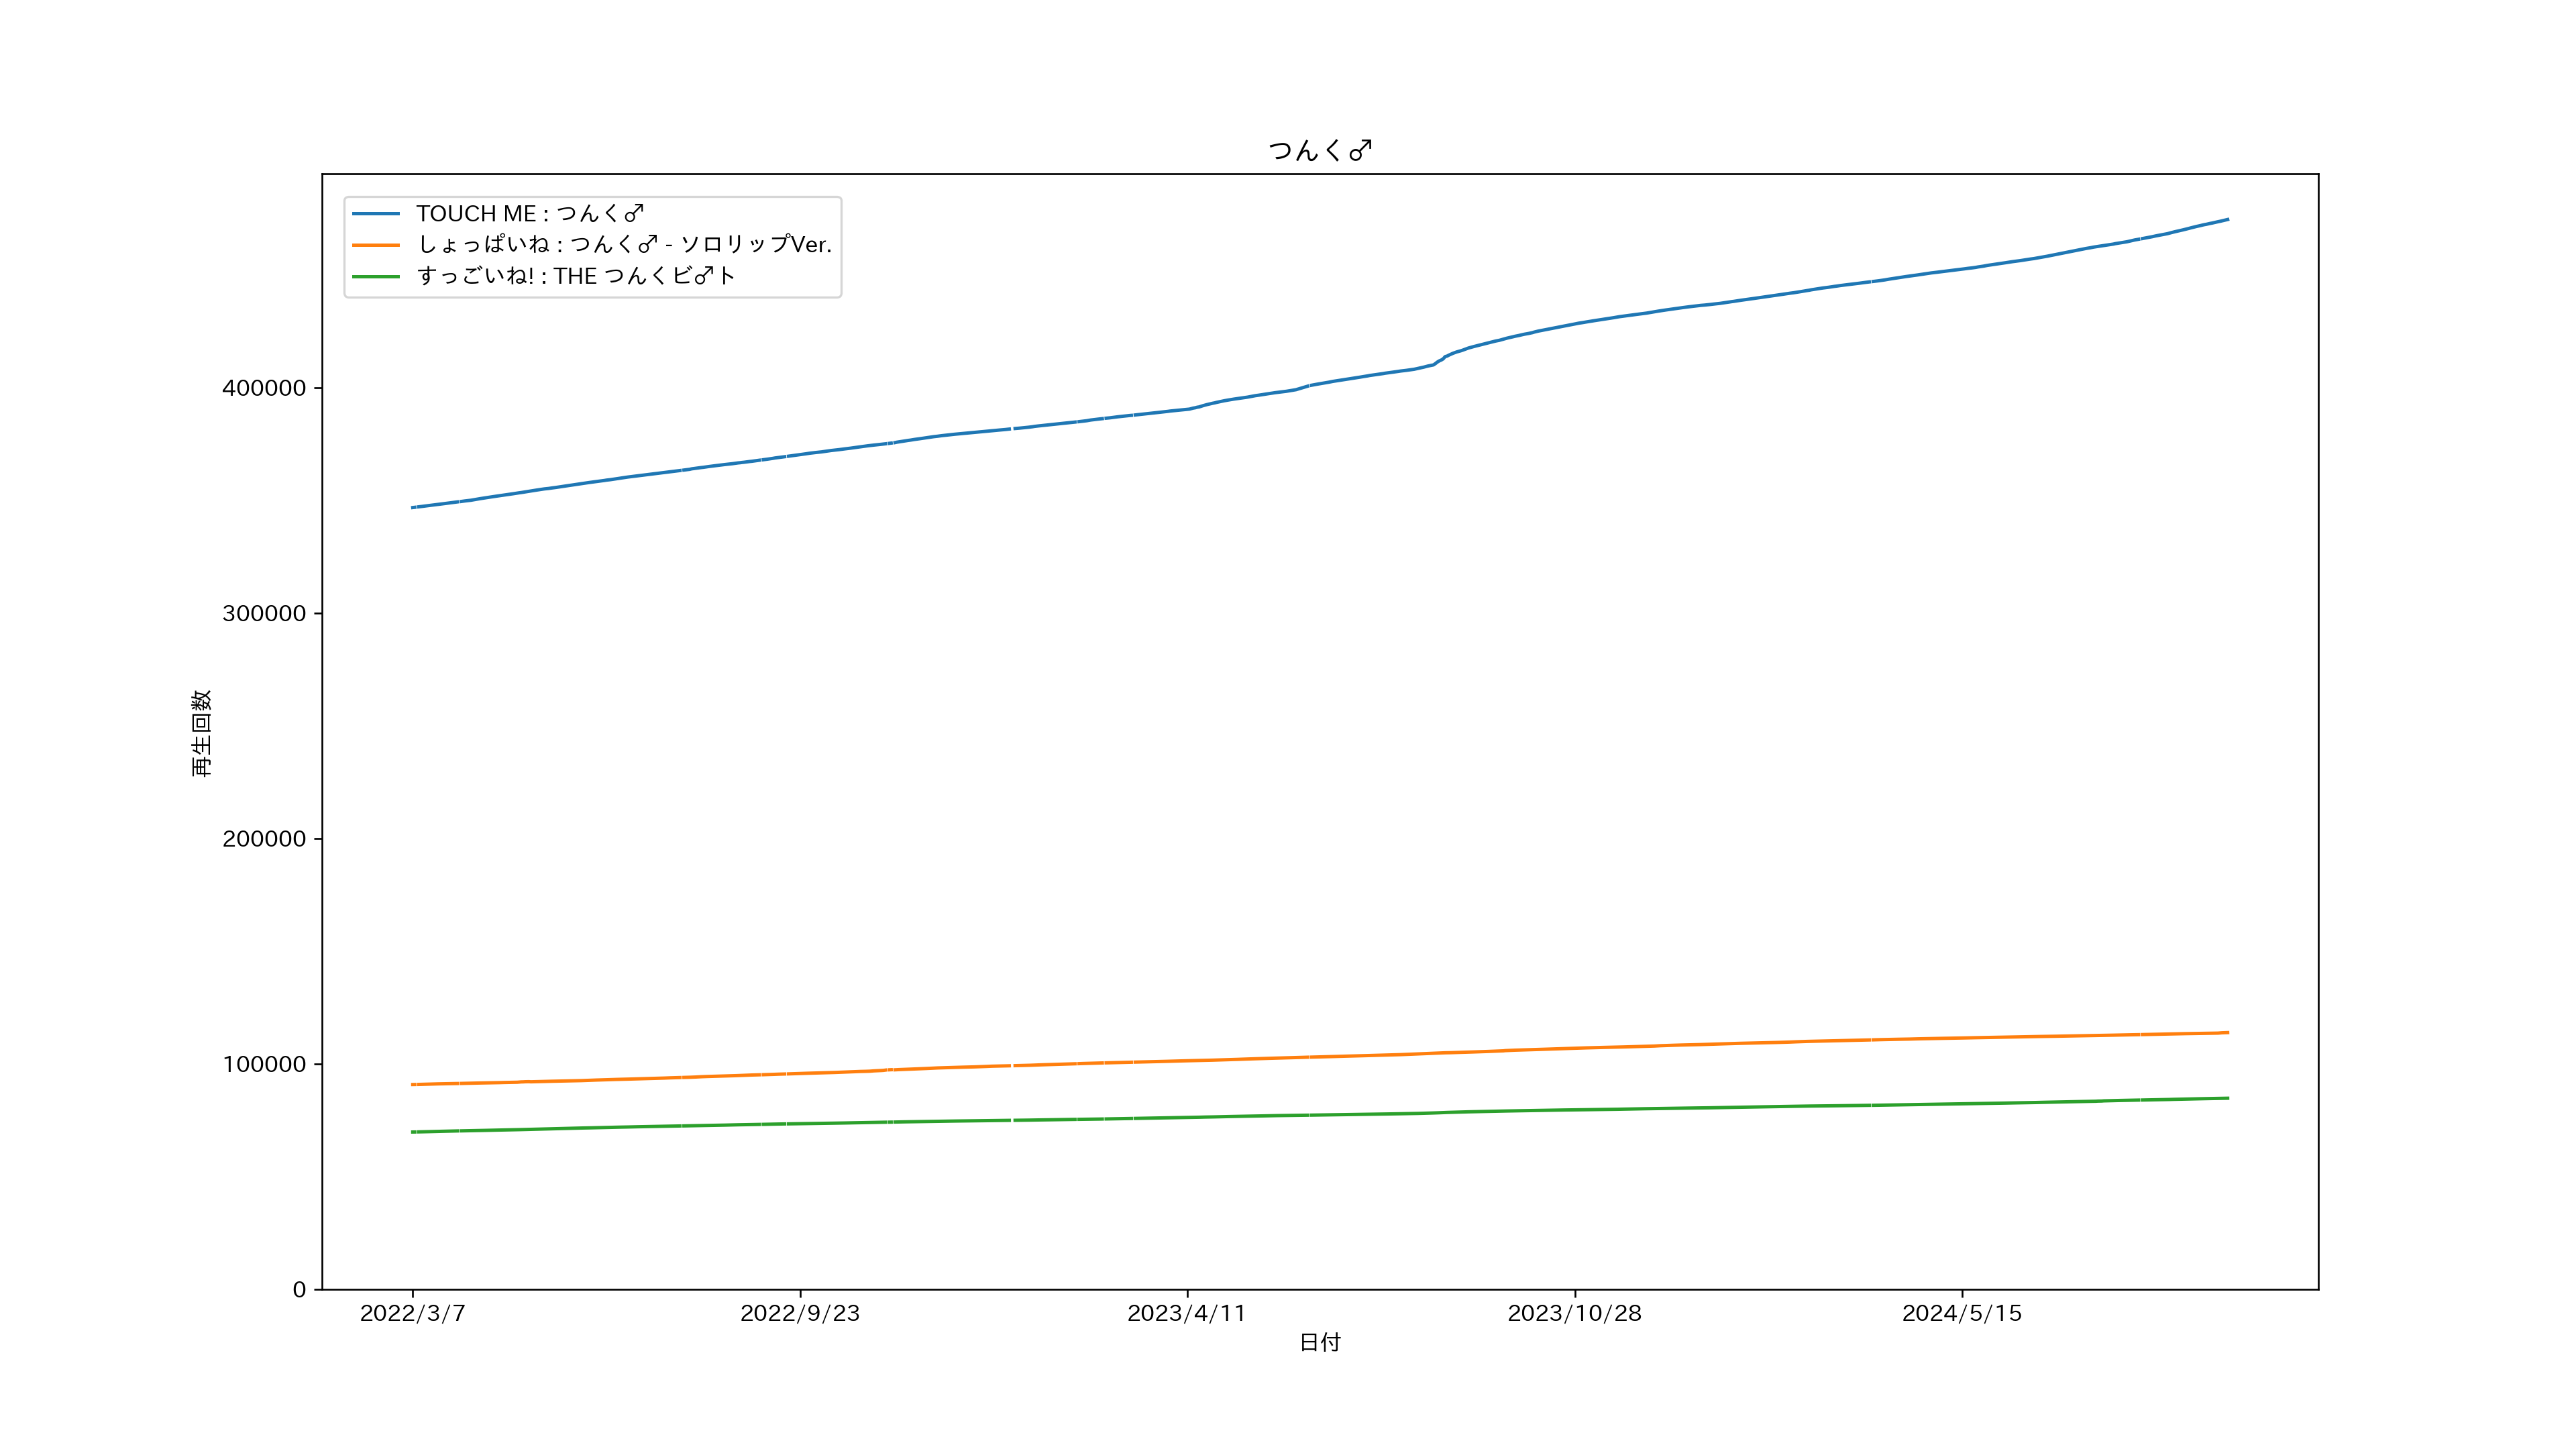 つんく♂
TOUCH ME : つんく♂
しょっぱいね : つんく♂ - ソロリップVer.
すっごいね! : THE つんくビ♂ト
400000
300000
200000
100000
0
再生回数
2022/3/7
2022/9/23
2023/4/11
2023/10/28
2024/5/15
日付